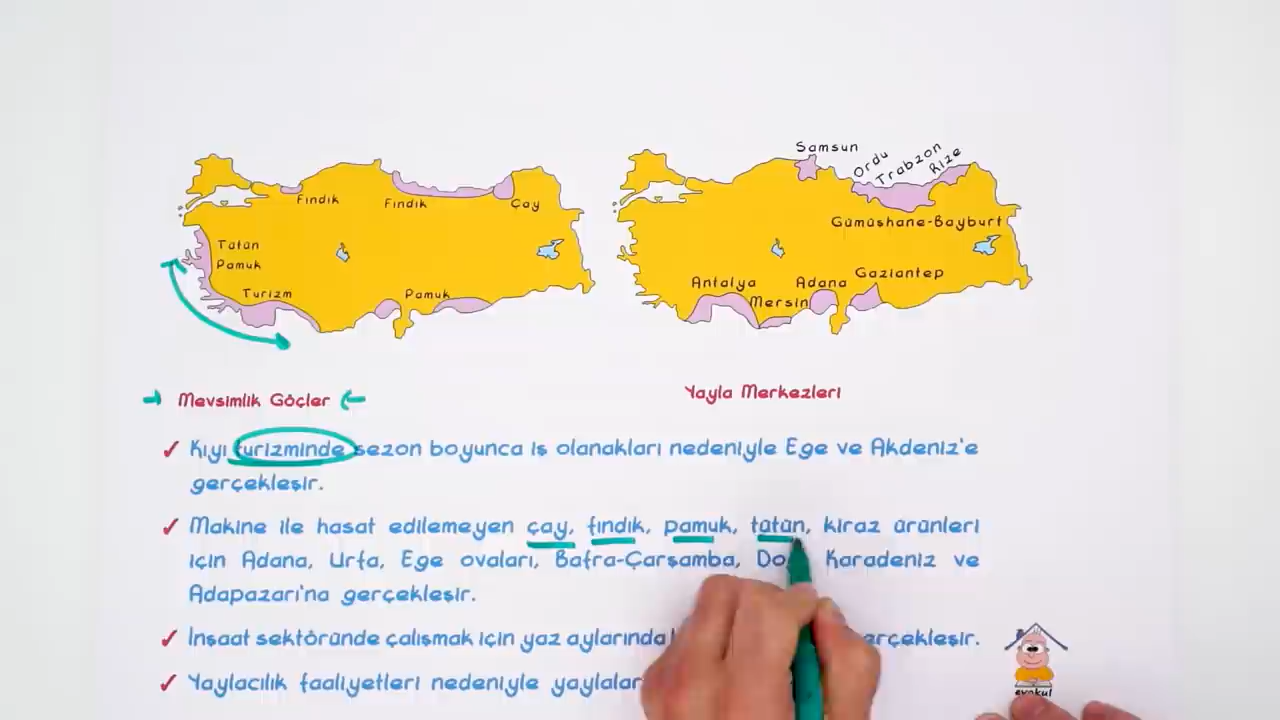 Samsun
Ordu
Trabzon
Rize
Fındık
Fındık
Çay
Gümüşhane-Bayburt
Tütün
Pamuk
Turizm
Pamuk
Antalya
Mersin
Adana
Gaziantep
Mevsimlik Göçler
Yayla Merkezleri
✓ Kıyı turizminde sezon boyunca iş olanakları nedeniyle Ege ve Akdeniz'e
gerçekleşir.
✓ Makine ile hasat edilemeyen çay, fındık, pamuk, tütün, kiraz ürünleri
için Adana, Urfa, Ege ovaları, Bafra-Çarşamba, Karadeniz ve
Adapazarı'na gerçekleşir.
✓ İnşaat sektöründe çalışmak için yaz aylarında
✓ Yaylacılık faaliyetleri nedeniyle
evokul